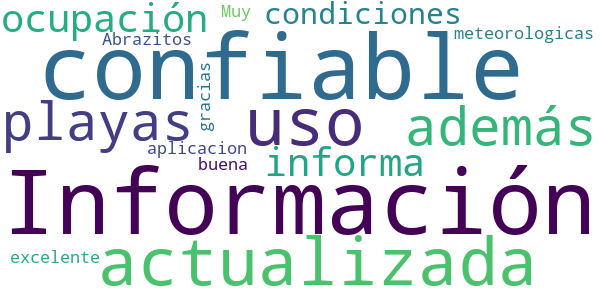 ocupación
Muy
condiciones
Abrazitos
meteorologicas
confiable
gracias
playas
uso
además
aplicacion
buena
informa
Información
actualizada
excelente